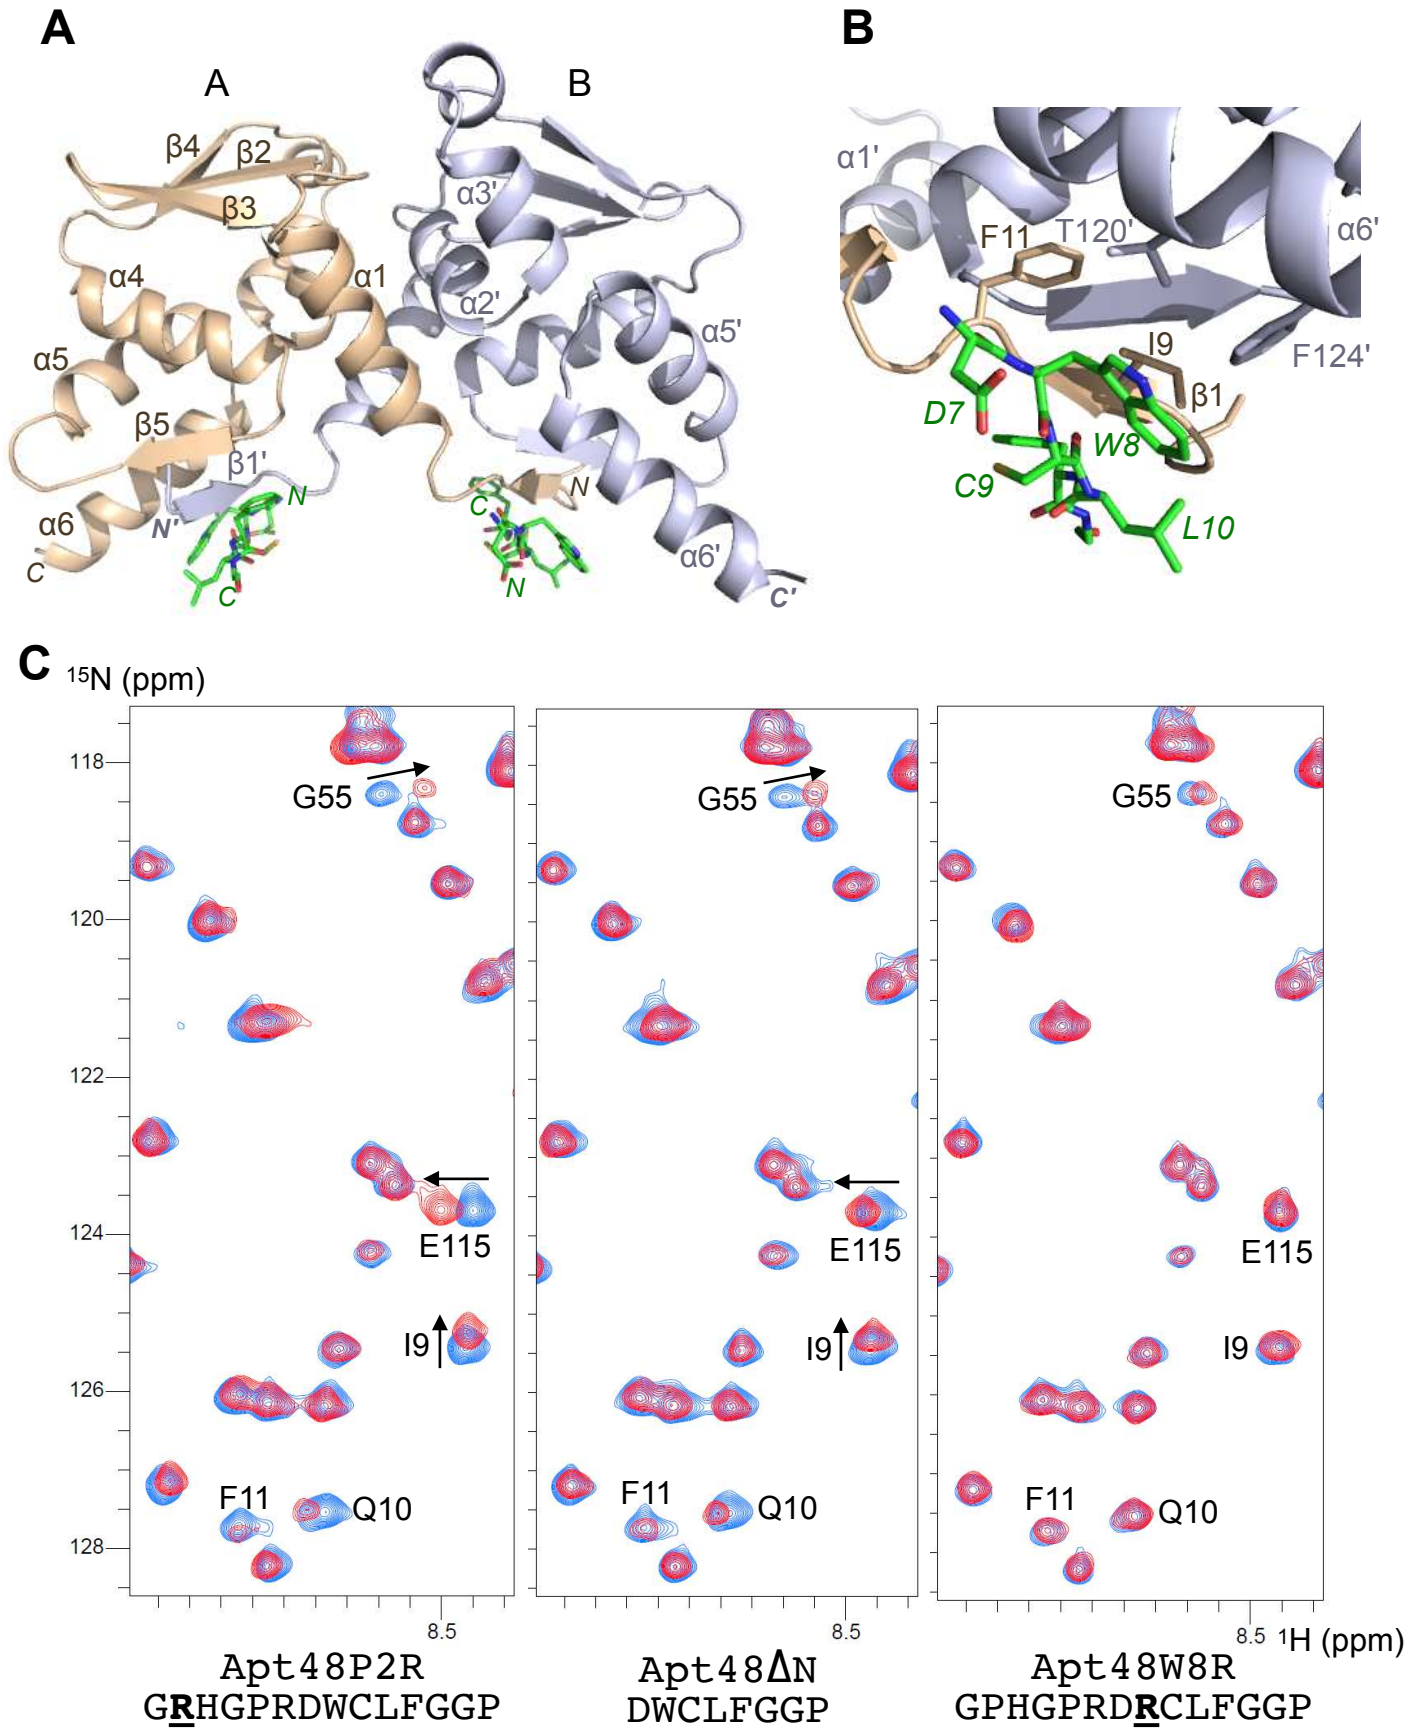 A
B
A
B
β4
β2
β3
α3'
α4
α1
α2'
α5
α5'
β5
β1'
N
N'
α6
C
C
C
N
N
α6'
C'
α1'
F11
T120'
α6'
I9
F124'
β1
D7
W8
C9
L10
C
15N (ppm)
118
120
122
124
126
128
G55
E115
I9
F11
Q10
8.5
G55
E115
I9
F11
Q10
8.5
G55
E115
I9
F11
Q10
8.5
1H (ppm)
Apt48P2R
GRHGPRDWCLFGGP
Apt48ΔN
DWCLFGGP
Apt48W8R
GPHGPRDRCLFGGP